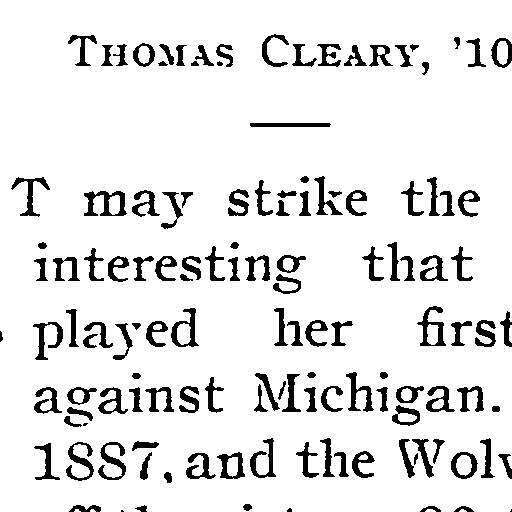 THOMAS CLEARY, '10
T may strike the
interesting that
played her first
against Michigan.
1887, and the Wolv